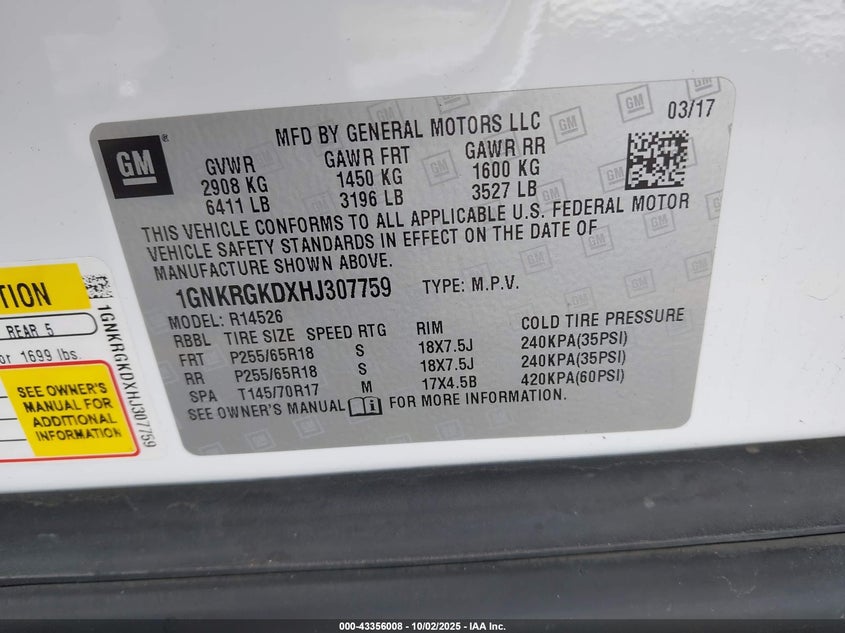 03/17
MFD BY GENERAL MOTORS LLC
GM
GVWR GAWR FRT GAWR RR
2908 KG 1450 KG 1600 KG
6411 LB 3196 LB 3527 LB
THIS VEHICLE CONFORMS TO ALL APPLICABLE U.S. FEDERAL MOTOR
VEHICLE SAFETY STANDARDS IN EFFECT ON THE DATE OF
MANUFACTURE SHOWN ABOVE.
1GNKRGKDXHJ307759 TYPE: M.P.V.
MODEL: R14526
RBBL TIRE SIZE SPEED RTG RIM COLD TIRE PRESSURE
FRT P255/65R18 S 18X7.5J 240KPA(35PSI)
RR P255/65R18 S 18X7.5J 240KPA(35PSI)
SPA T145/70R17 M 17X4.5B 420KPA(60PSI)
SEE OWNER'S MANUAL FOR MORE INFORMATION.
REAR 5
or 1699 lbs.
SEE OWNER'S
MANUAL FOR
ADDITIONAL
INFORMATION
1GNKRGKDXHJ307759
000-43356008 - 10/02/2025 - IAA Inc.